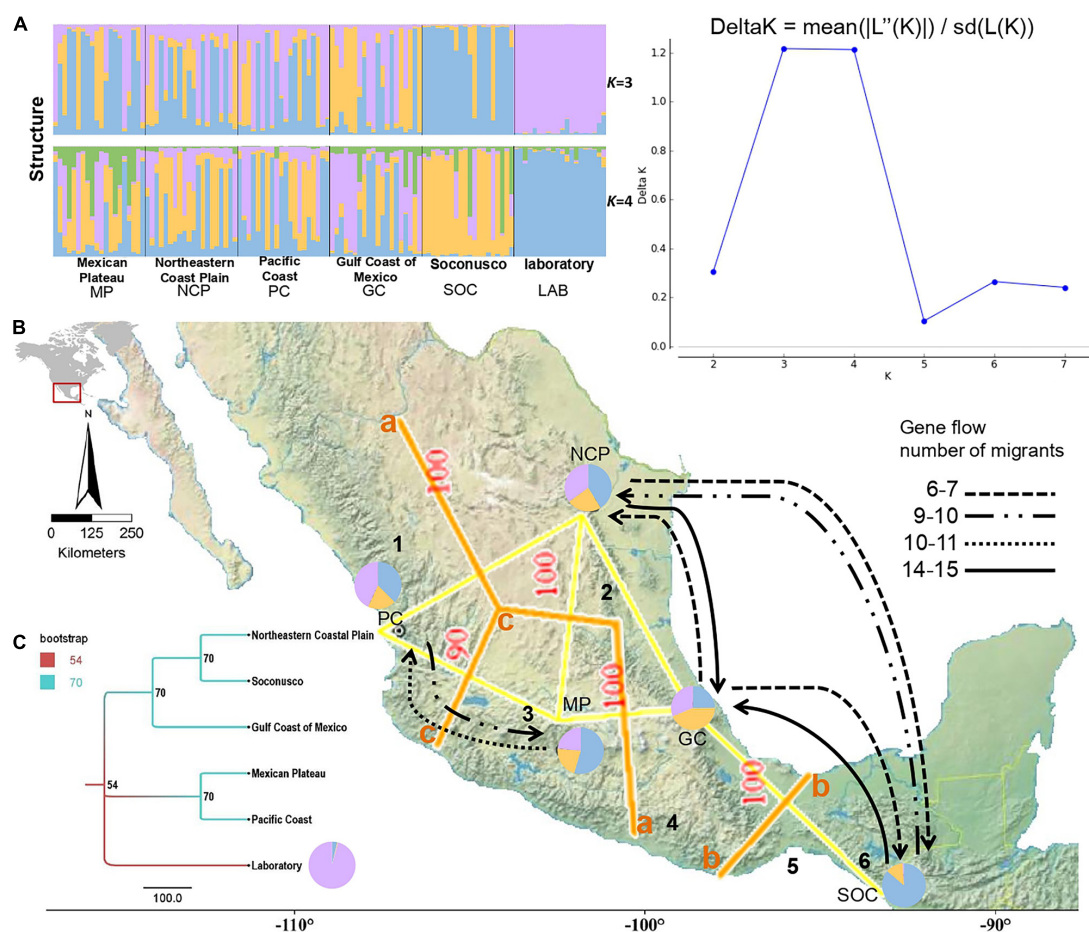 A
Structure
K=3
K=4
Mexican Plateau
MP
Northeastern Coast Plain
NCP
Pacific Coast
PC
Gulf Coast of Mexico
GC
Soconusco
SOC
laboratory
LAB
DeltaK = mean(|L’’(K)|) / sd(L(K))
1.2
1.0
0.8
0.6
0.4
0.2
0.0
Delta K
2 3 4 5 6 7
K
B
N
0 125 250
Kilometers
a
100
NCP
1
100
2
PC
c
90
100
3
MP
c
GC
100
b
a
4
b
5
6
SOC
Gene flow
number of migrants
6-7
9-10
10-11
14-15
C
bootstrap
54
70
Northeastern Coastal Plain
70
Soconusco
70
Gulf Coast of Mexico
54
Mexican Plateau
70
Pacific Coast
Laboratory
100.0
-110° -100° -90°